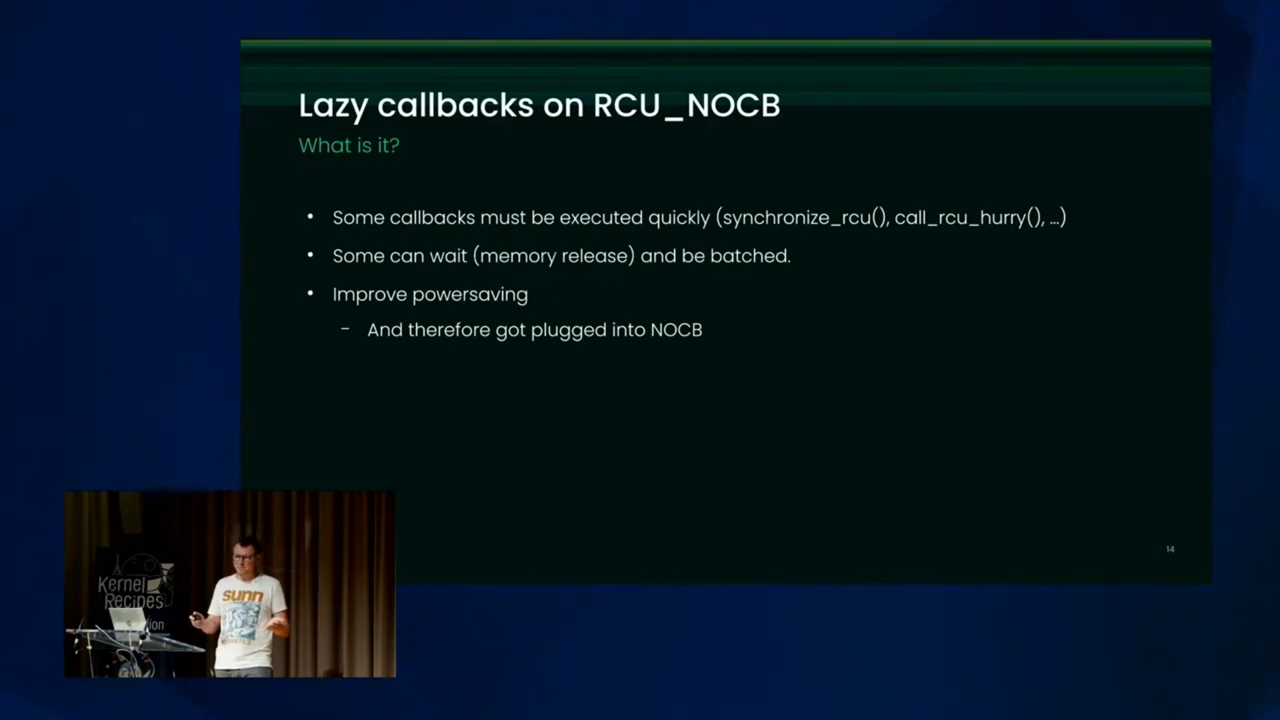 Lazy callbacks on RCU_NOCB
What is it?
• Some callbacks must be executed quickly (synchronize_rcu(), call_rcu_hurry(), ...)
• Some can wait (memory release) and be batched.
• Improve powersaving
– And therefore got plugged into NOCB
14
Kernel
Recipes
sunn